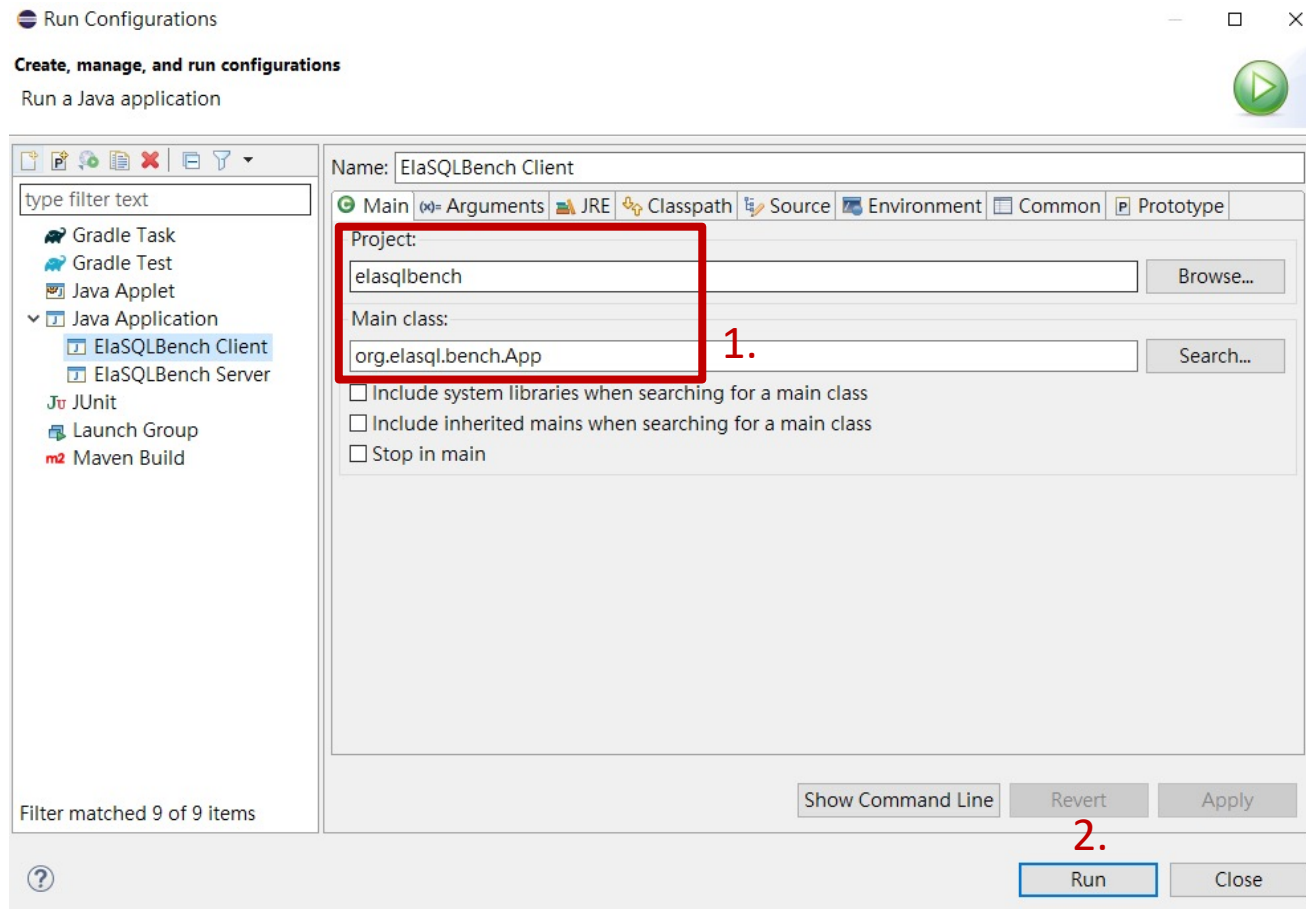 Run Configurations
Create, manage, and run configurations
Run a Java application
type filter text
Gradle Task
Gradle Test
Java Applet
Java Application
ElaSQLBench Client
ElaSQLBench Server
JUnit
Launch Group
Maven Build
Filter matched 9 of 9 items
Name: ElaSQLBench Client
Main (x)= Arguments JRE Classpath Source Environment Common Prototype
Project:
elasqlbench Browse...
Main class:
1.
org.elasql.bench.App Search...
Include system libraries when searching for a main class
Include inherited mains when searching for a main class
Stop in main
Show Command Line Revert Apply
2.
Run Close